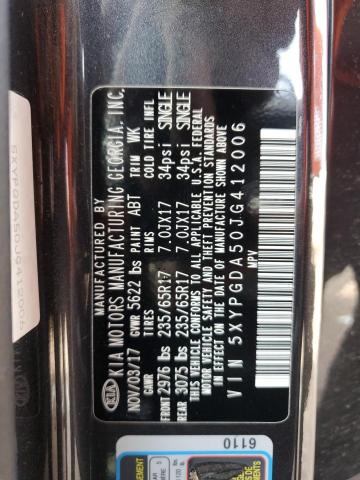 MANUFACTURED BY
KIA KIA MOTORS MANUFACTURING GEORGIA, INC.
NOV/03/17 GVWR 5622 lbs PAINT ABT TRIM WK
GAWR TIRES RIMS COLD TIRE INFL
FRONT 2976 lbs 235/65R17 7.0JX17 34psi SINGLE
REAR 3075 lbs 235/65R17 7.0JX17 34psi SINGLE
THIS VEHICLE CONFORMS TO ALL APPLICABLE U.S.A. FEDERAL
MOTOR VEHICLE SAFETY AND THEFT PREVENTION STANDARDS
IN EFFECT ON THE DATE OF MANUFACTURE SHOWN ABOVE
VIN 5XYPGDA50JG412006
MPV
5XYPGDA50JG412006
6110